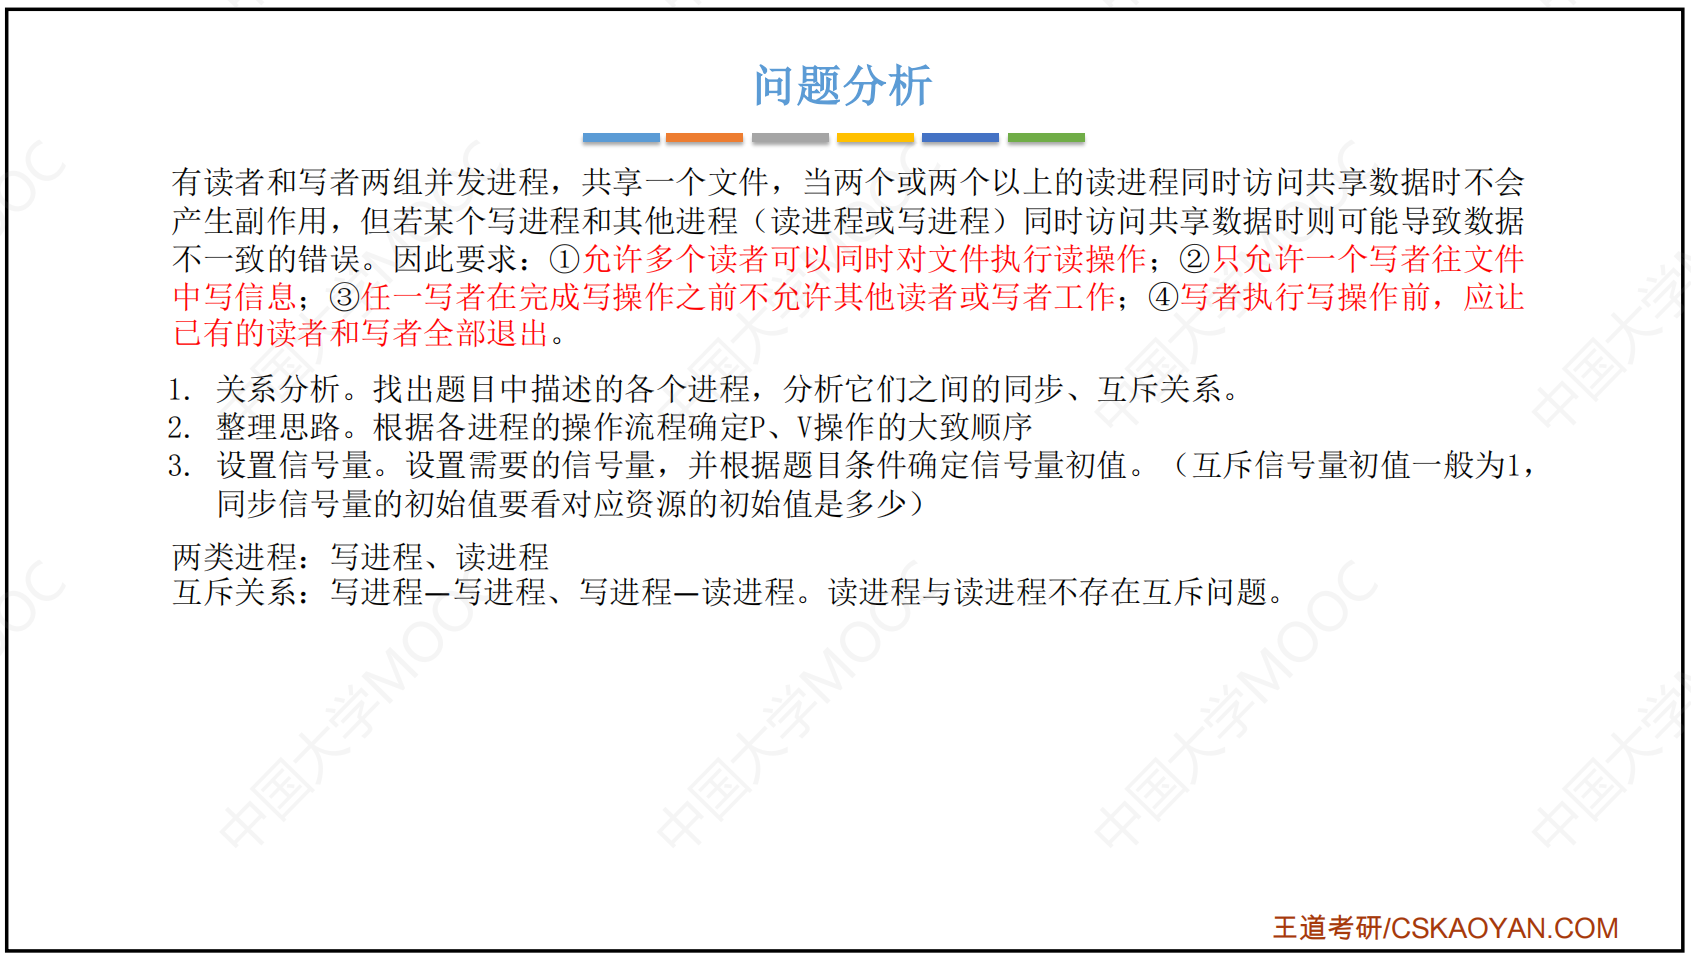 问题分析
有读者和写者两组并发进程，共享一个文件，当两个或两个以上的读进程同时访问共享数据时不会
产生副作用，但若某个写进程和其他进程（读进程或写进程）同时访问共享数据时则可能导致数据
不一致的错误。因此要求：①允许多个读者可以同时对文件执行读操作；②只允许一个写者往文件
中写信息；③任一写者在完成写操作之前不允许其他读者或写者工作；④写者执行写操作前，应让
已有的读者和写者全部退出。
1. 关系分析。找出题目中描述的各个进程，分析它们之间的同步、互斥关系。
2. 整理思路。根据各进程的操作流程确定P、V操作的大致顺序
3. 设置信号量。设置需要的信号量，并根据题目条件确定信号量初值。（互斥信号量初值一般为1，
同步信号量的初始值要看对应资源的初始值是多少）
两类进程：写进程、读进程
互斥关系：写进程—写进程、写进程—读进程。读进程与读进程不存在互斥问题。
中国大学MOOC
中国大学MOOC
中国大学MOOC
王道考研/CSKAOYAN.COM